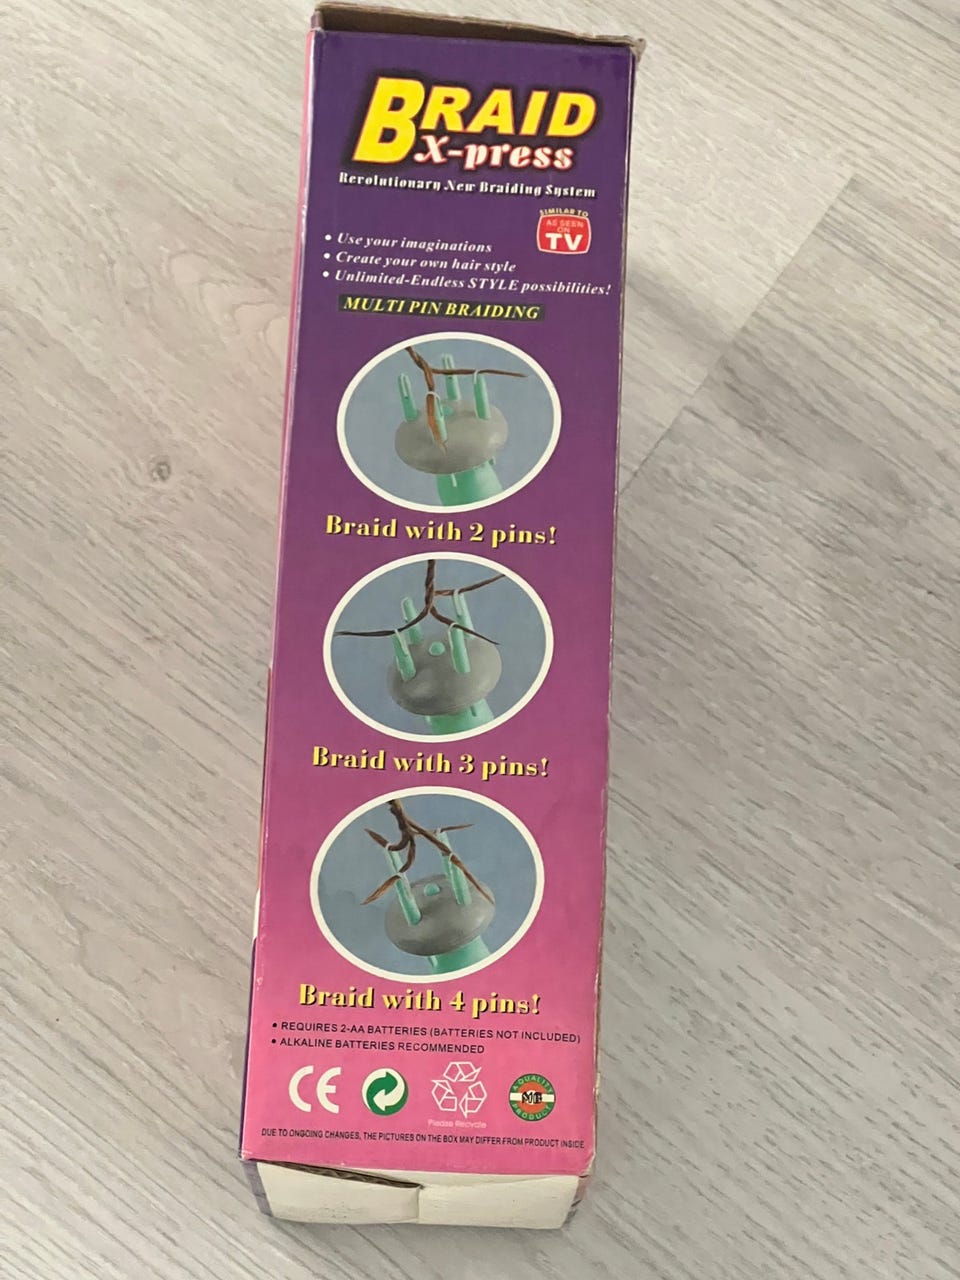 BRAID
X-press
Revolutionary New Braiding System
SIMILAR TO
AS SEEN
ON
TV
• Use your imaginations
• Create your own hair style
• Unlimited-Endless STYLE possibilities!
MULTI PIN BRAIDING
Braid with 2 pins!
Braid with 3 pins!
Braid with 4 pins!
• REQUIRES 2-AA BATTERIES (BATTERIES NOT INCLUDED)
• ALKALINE BATTERIES RECOMMENDED
CE
Please Recycle
A QUALITY
MB
PRODUCT
DUE TO ONGOING CHANGES, THE PICTURES ON THE BOX MAY DIFFER FROM PRODUCT INSIDE